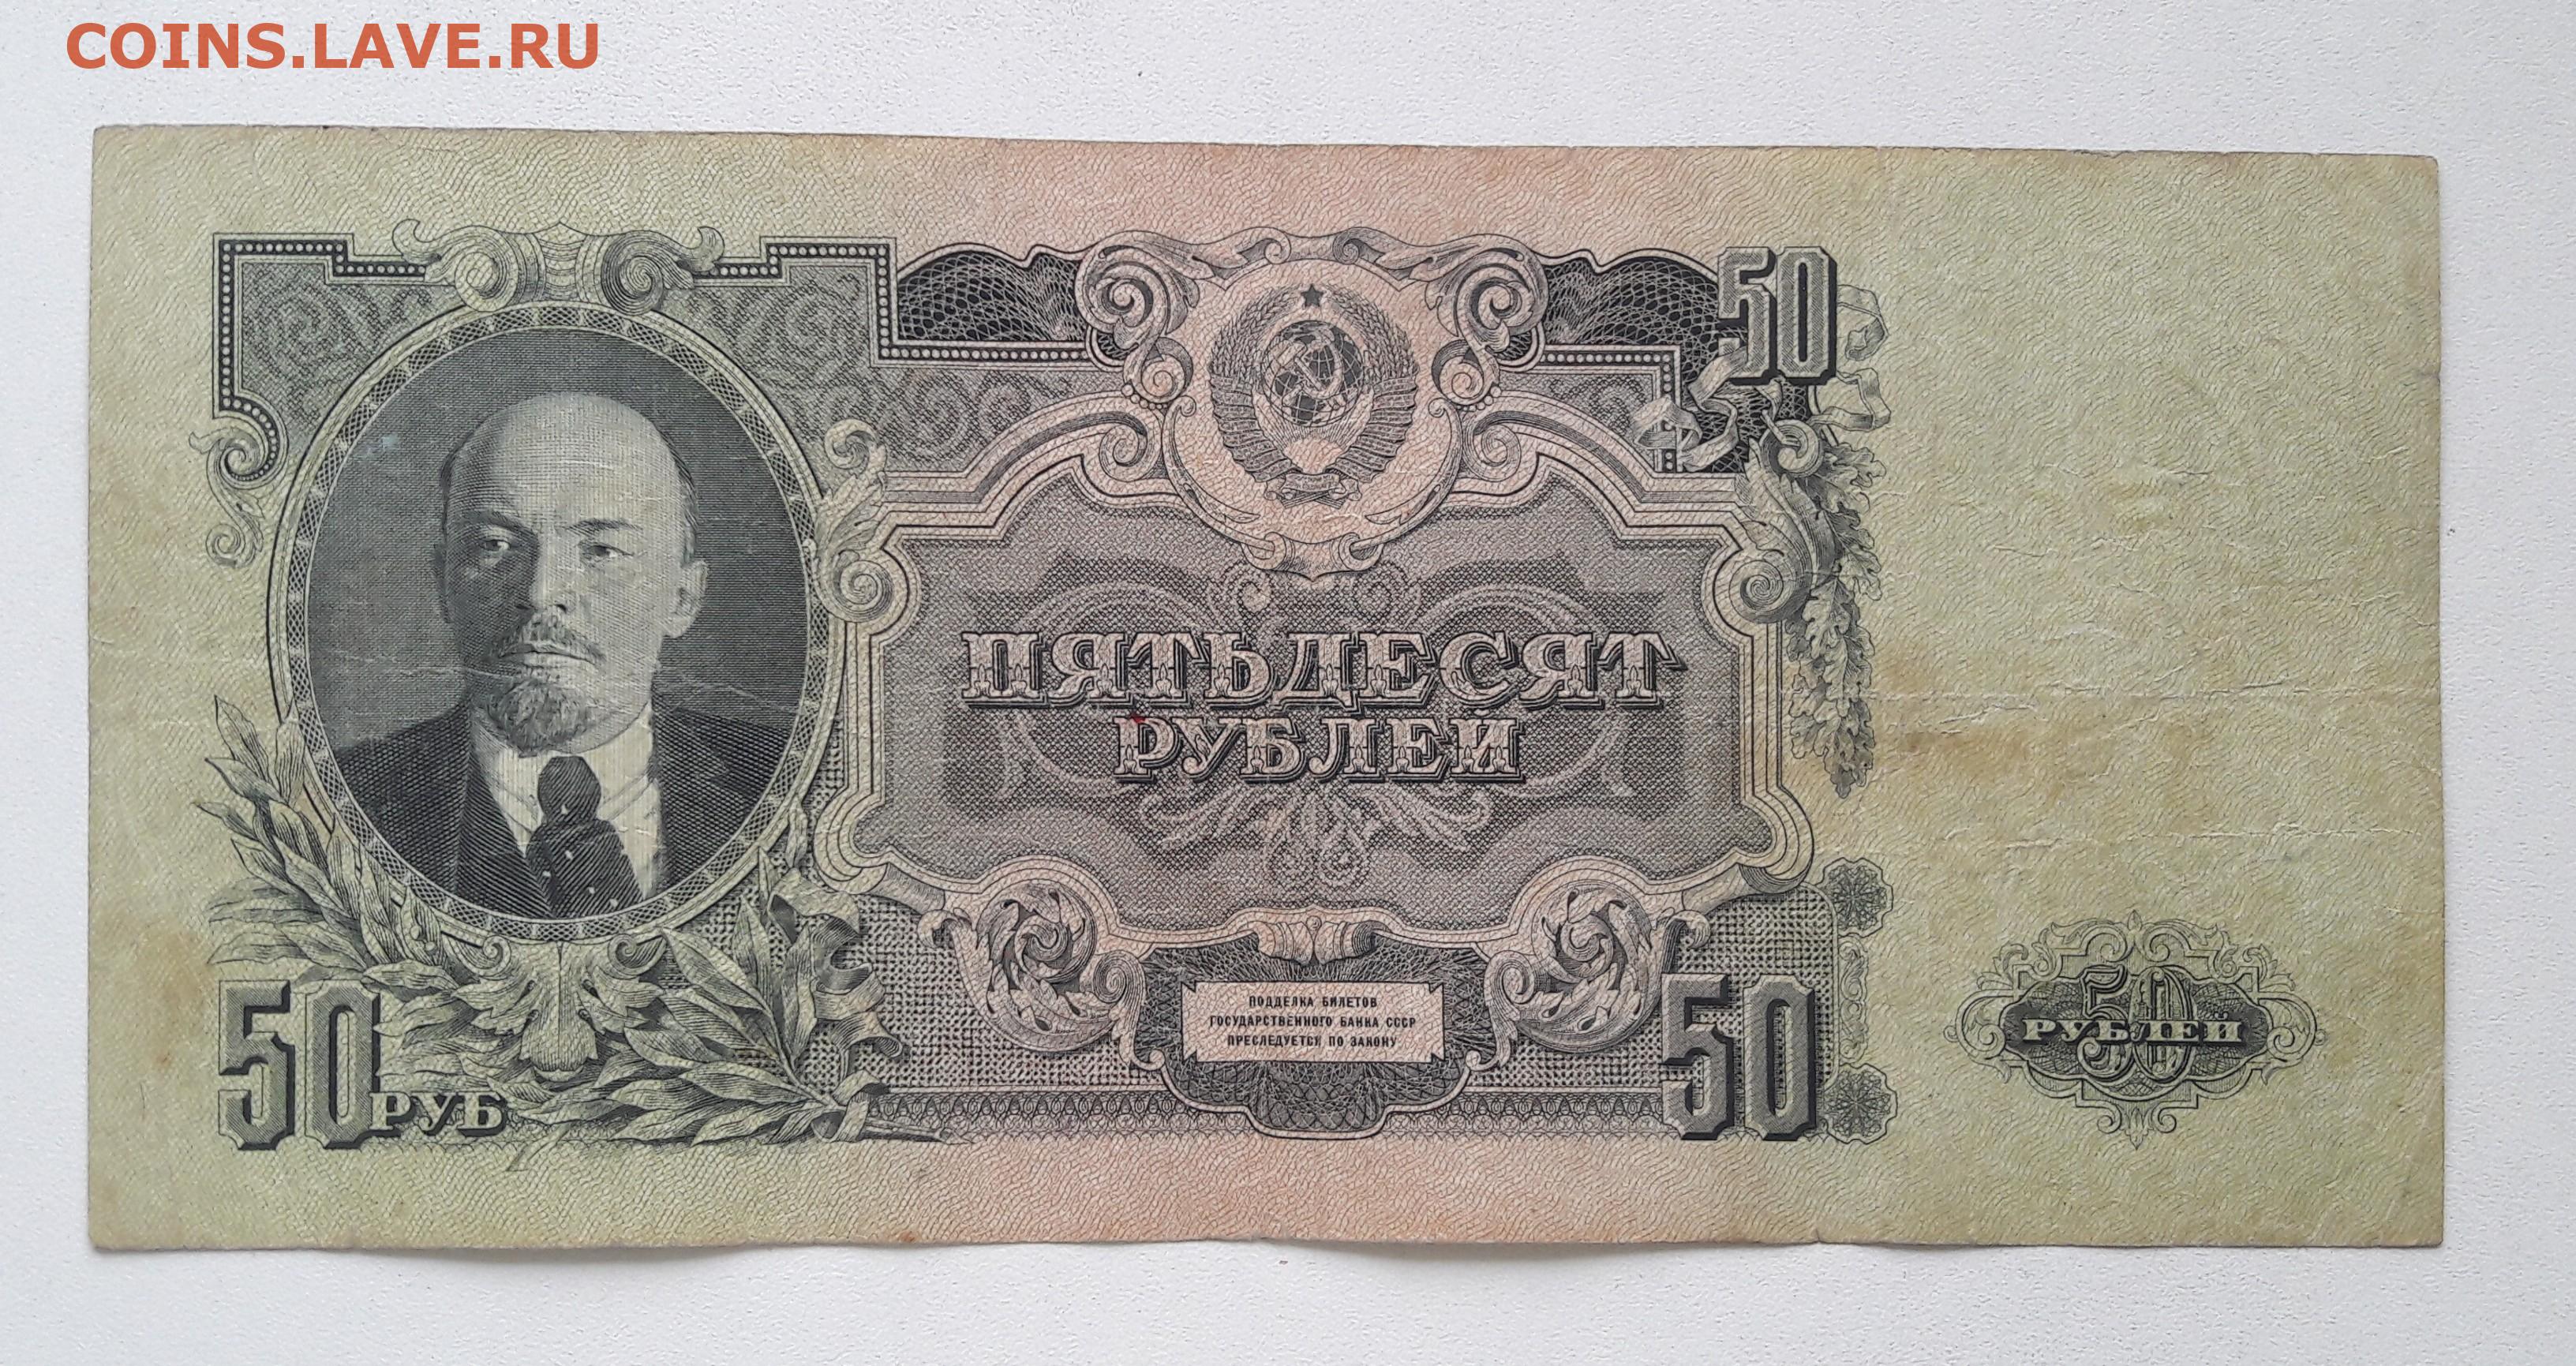 COINS.LAVE.RU
50
ПЯТЬДЕСЯТ
РУБЛЕЙ
ПОДДЕЛКА БИЛЕТОВ
ГОСУДАРСТВЕННОГО БАНКА СССР
ПРЕСЛЕДУЕТСЯ ПО ЗАКОНУ
50 РУБ
50
50
РУБЛЕЙ